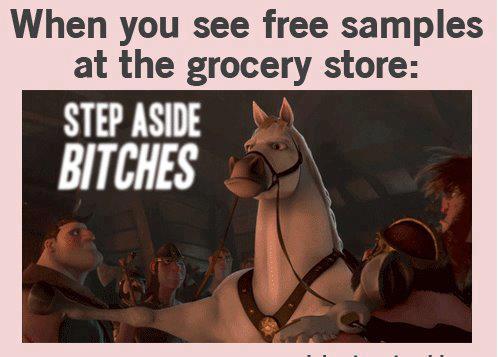 When you see free samples
at the grocery store:
STEP ASIDE
BITCHES